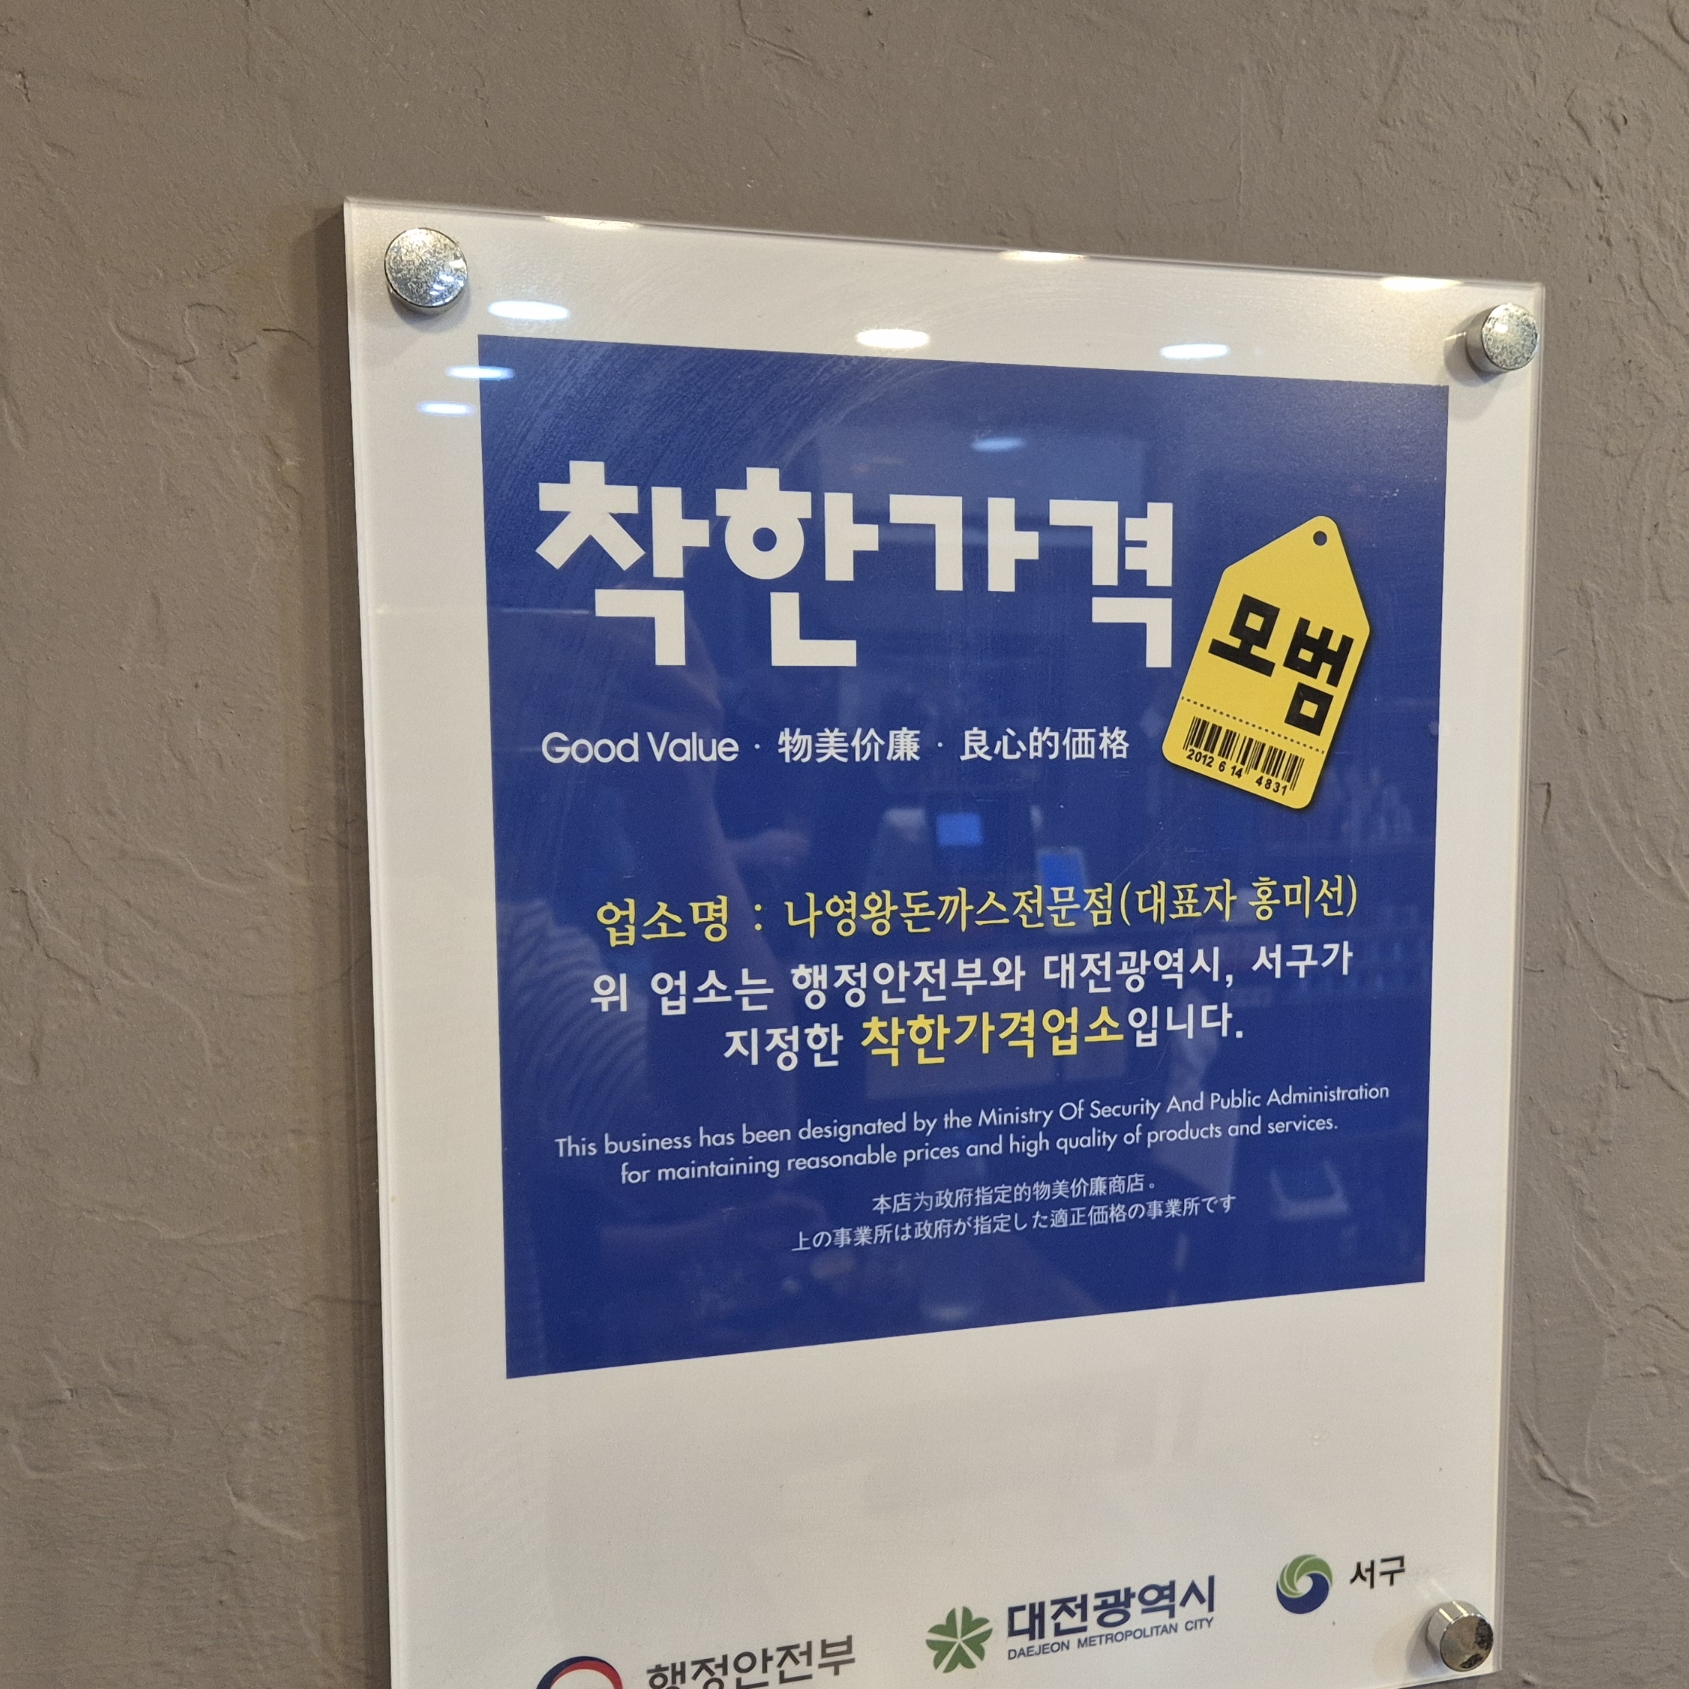 착한가격
모범
2012 6 14 4831
Good Value · 物美价廉 · 良心的価格
업소명 : 나영왕돈까스전문점(대표자 홍미선)
위 업소는 행정안전부와 대전광역시, 서구가
지정한 착한가격업소입니다.
This business has been designated by the Ministry Of Security And Public Administration
for maintaining reasonable prices and high quality of products and services.
本店为政府指定的物美价廉商店。
上の事業所は政府が指定した適正価格の事業所です
행정안전부
대전광역시
DAEJEON METROPOLITAN CITY
서구